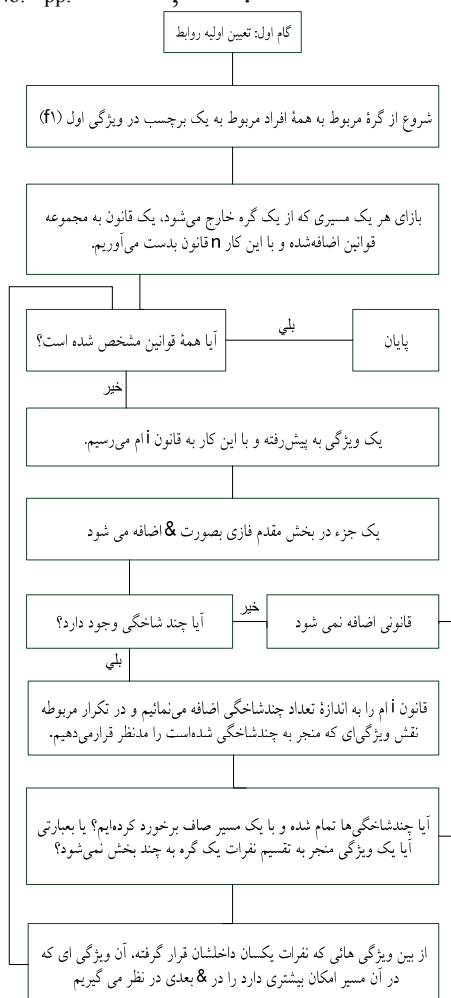 No. pp.
گام اول: تعیین اولیه روابط
شروع از گرهٔ مربوط به همهٔ افراد مربوط به یک برچسب در ویژگی اول (f۱)
بازای هر یک مسیری که از یک گره خارج می‌شود، یک قانون به مجموعه
قوانین اضافه‌شده و با این کار n قانون بدست می‌آوریم.
آیا همهٔ قوانین مشخص شده است؟
بلي
پایان
خیر
یک ویژگی به پیش‌رفته و با این کار به قانون i ام می‌رسیم.
یک جزء در بخش مقدم فازی بصورت & اضافه می شود
آیا چند شاخگی وجود دارد؟
خیر
قانونی اضافه نمی شود
بلي
قانون i ام را به اندازهٔ تعداد چندشاخگی اضافه می‌نمائیم و در تکرار مربوطه
نقش ویژگی‌ای که منجر به چندشاخگی شده‌است را مدنظر قرارمی‌دهیم.
آیا چندشاخگی‌ها تمام شده و با یک مسیر صاف برخورد کرده‌ایم؟ یا بعبارتی
آیا یک ویژگی منجر به تقسیم نفرات یک گره به چند بخش نمی‌شود؟
از بین ویژگی هائی که نفرات یکسان داخلشان قرار گرفته، آن ویژگی ای که
در آن مسیر امکان بیشتری دارد را در & بعدی در نظر می گیریم